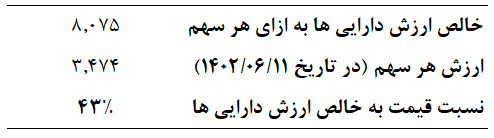 خالص ارزش دارایی ها به ازای هر سهم ۸,۰۷۵
ارزش هر سهم (در تاریخ ۱۴۰۲/۰۶/۱۱) ۳,۴۷۴
نسبت قیمت به خالص ارزش دارایی ها ۴۳%